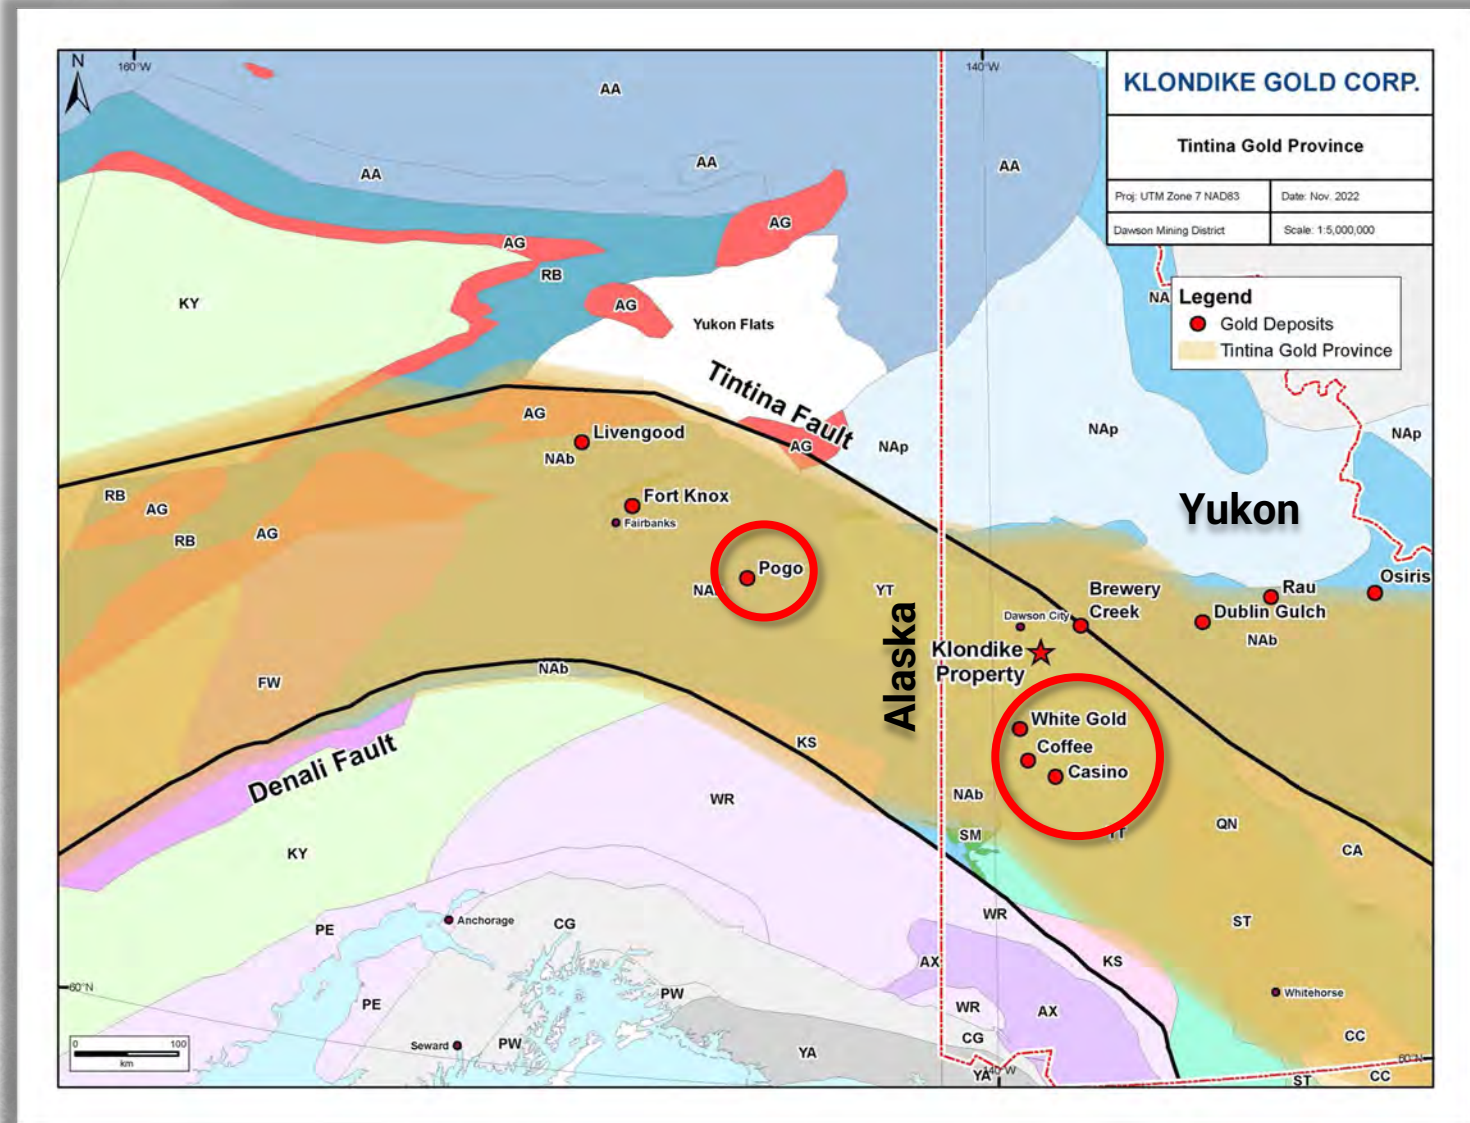 N
160°W
140°W
KLONDIKE GOLD CORP.
Tintina Gold Province
Proj: UTM Zone 7 NAD83
Date: Nov. 2022
Dawson Mining District
Scale: 1:5,000,000
Legend
Gold Deposits
Tintina Gold Province
AA
AA
AA
AA
AG
AG
RB
AG
KY
Yukon Flats
NA
Tintina Fault
AG
Livengood
NAb
AG
NAp
NAp
NAp
RB
AG
RB
AG
Fort Knox
Fairbanks
Yukon
Pogo
YT
Alaska
Brewery
Creek
Dawson City
Rau
Osiris
Dublin Gulch
NAb
Klondike
Property
FW
NAb
White Gold
Coffee
Casino
KS
Denali Fault
WR
NAb
SM
YT
QN
CA
KY
WR
ST
Anchorage
CG
PE
AX
KS
60°N
PE
PW
WR
AX
Whitehorse
CG
CC
0
100
km
Seward
PW
YA
YA
140°W
60°N
ST
CC